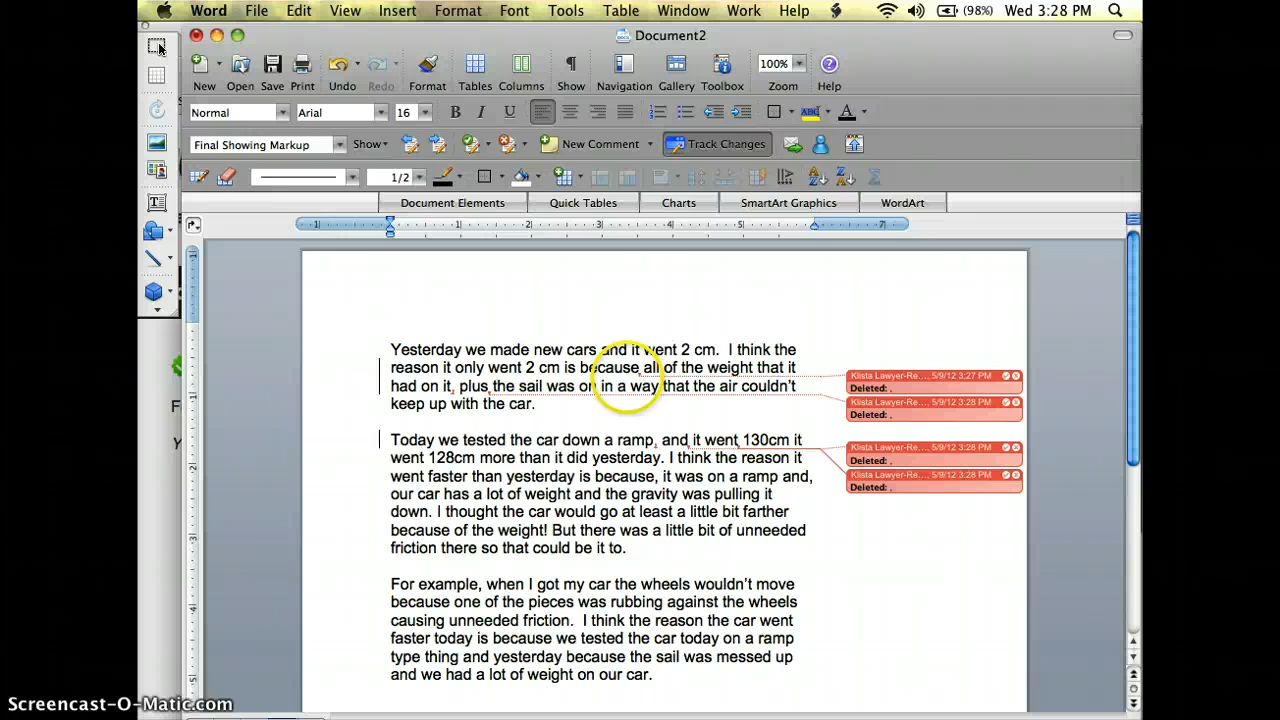 Word File Edit View Insert Format Font Tools Table Window Work Help (98%) Wed 3:28 PM
Document2
New Open Save Print Undo Redo Format Tables Columns Show Navigation Gallery Toolbox 100% Zoom Help
Normal Arial 16 B I U ABC A
Final Showing Markup Show New Comment Track Changes
1/2
Document Elements Quick Tables Charts SmartArt Graphics WordArt
1 1 2 3 4 5 7
Yesterday we made new cars and it went 2 cm. I think the
reason it only went 2 cm is because all of the weight that it
had on it, plus the sail was on in a way that the air couldn't
keep up with the car.
Klista Lawyer-Re..., 5/9/12 3:27 PM
Deleted: ,
Klista Lawyer-Re..., 5/9/12 3:28 PM
Deleted: ,
Today we tested the car down a ramp, and it went 130cm it
went 128cm more than it did yesterday. I think the reason it
went faster than yesterday is because, it was on a ramp and,
our car has a lot of weight and the gravity was pulling it
down. I thought the car would go at least a little bit farther
because of the weight! But there was a little bit of unneeded
friction there so that could be it to.
Klista Lawyer-Re..., 5/9/12 3:28 PM
Deleted: ,
Klista Lawyer-Re..., 5/9/12 3:28 PM
Deleted: ,
For example, when I got my car the wheels wouldn't move
because one of the pieces was rubbing against the wheels
causing unneeded friction. I think the reason the car went
faster today is because we tested the car today on a ramp
type thing and yesterday because the sail was messed up
and we had a lot of weight on our car.
Screencast-O-Matic.com